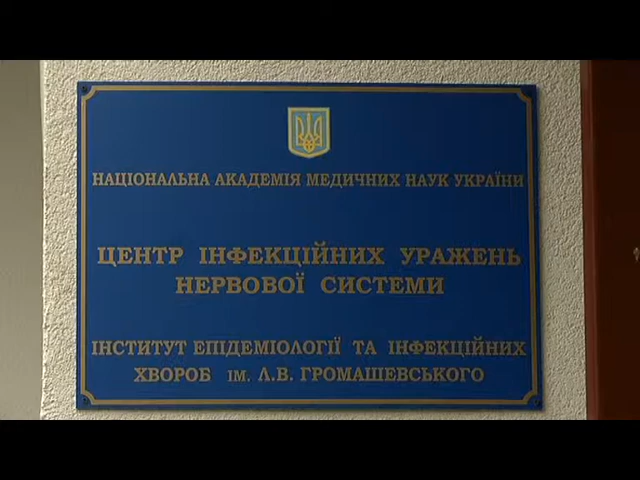 НАЦІОНАЛЬНА АКАДЕМІЯ МЕДИЧНИХ НАУК УКРАЇНИ
ЦЕНТР ІНФЕКЦІЙНИХ УРАЖЕНЬ
НЕРВОВОЇ СИСТЕМИ
ІНСТИТУТ ЕПІДЕМІОЛОГІЇ ТА ІНФЕКЦІЙНИХ
ХВОРОБ ІМ. Л.В. ГРОМАШЕВСЬКОГО